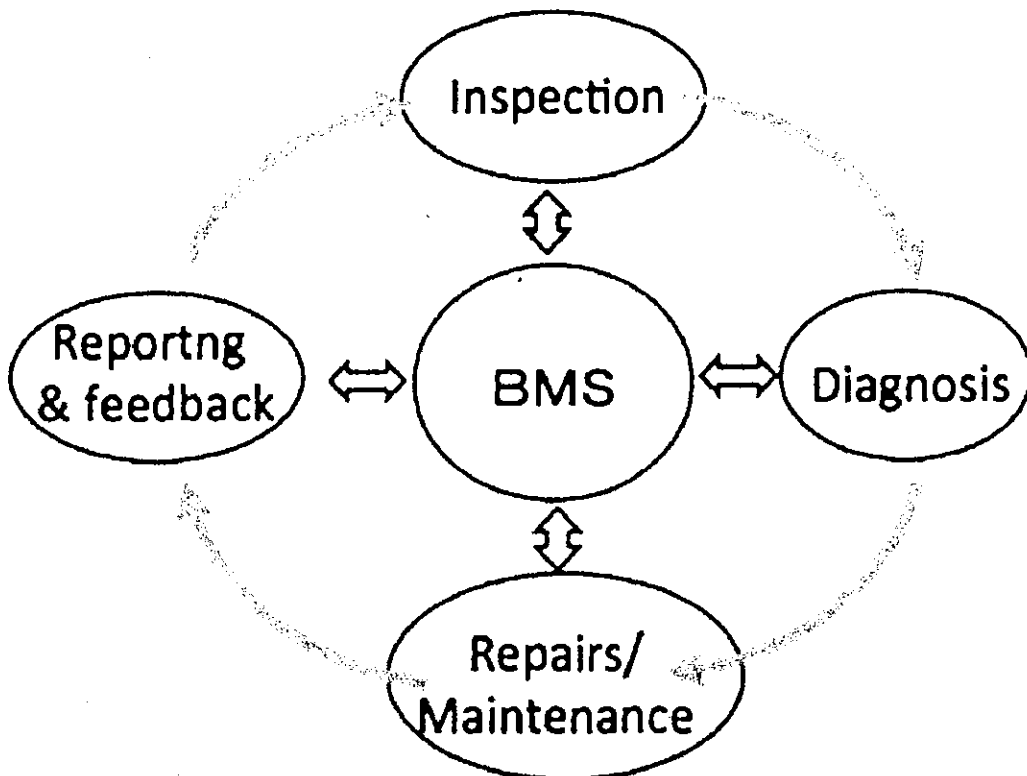 Inspection
Reportng
& feedback
BMS
Diagnosis
Repairs/
Maintenance